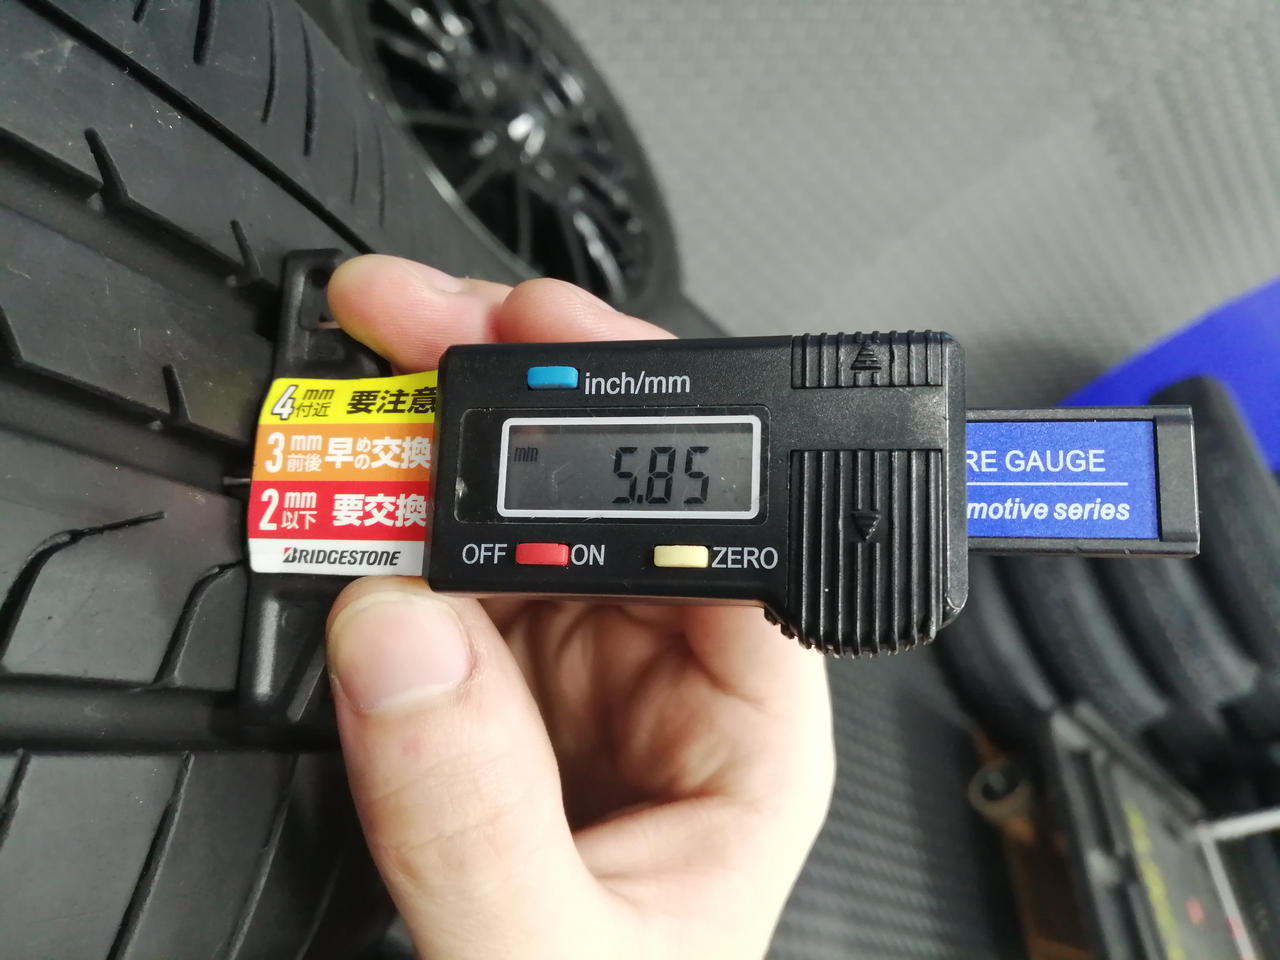 inch/mm
mm
5.85
OFF ON ZERO
4mm付近 要注意
3mm前後 早めの交換
2mm以下 要交換
BRIDGESTONE
RE GAUGE
motive series